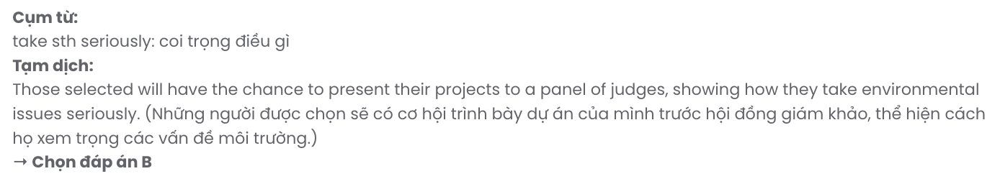 Cụm từ:
take sth seriously: coi trọng điều gì
Tạm dịch:
Those selected will have the chance to present their projects to a panel of judges, showing how they take environmental
issues seriously. (Những người được chọn sẽ có cơ hội trình bày dự án của mình trước hội đồng giám khảo, thể hiện cách
họ xem trọng các vấn đề môi trường.)
→ Chọn đáp án B